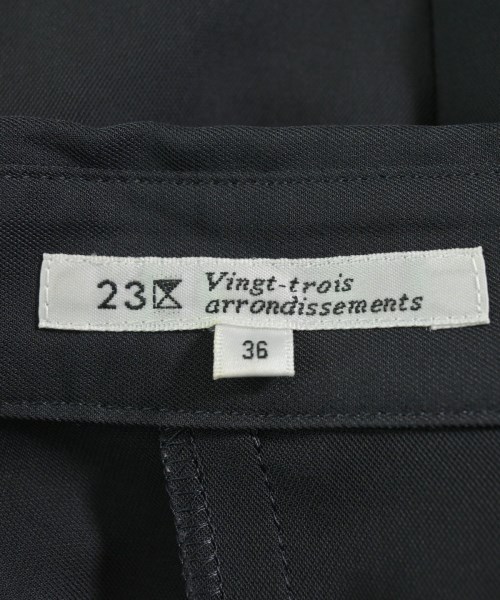 23区 Vingt-trois
arrondissements
36